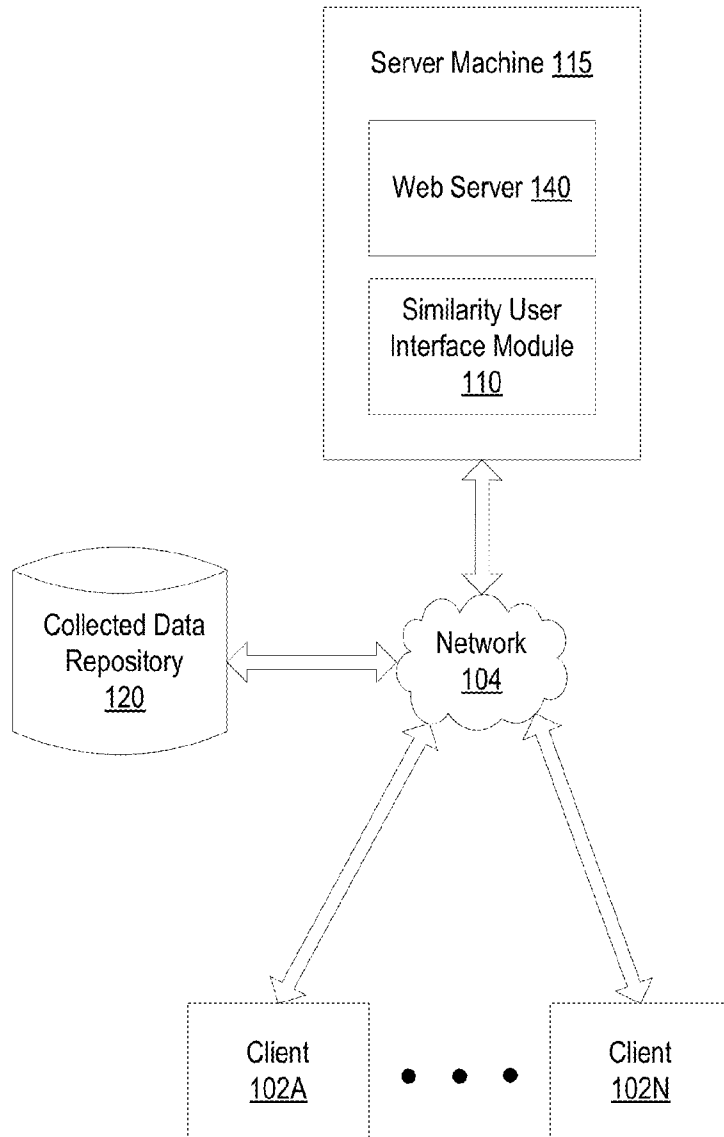 Server Machine 115
Web Server 140
Similarity User
Interface Module
110
Collected Data
Repository
120
Network
104
Client
102A
Client
102N